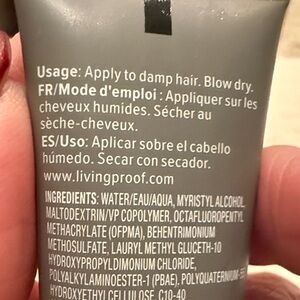 Usage: Apply to damp hair. Blow dry.
FR/Mode d'emploi : Appliquer sur les
cheveux humides. Sécher au
sèche-cheveux.
ES/Uso: Aplicar sobre el cabello
húmedo. Secar con secador.
www.livingproof.com
INGREDIENTS: WATER/EAU/AQUA, MYRISTYL ALCOHOL,
MALTODEXTRIN/VP COPOLYMER, OCTAFLUOROPENTYL
METHACRYLATE (OFPMA), BEHENTRIMONIUM
METHOSULFATE, LAURYL METHYL GLUCETH-10
HYDROXYPROPYLDIMONIUM CHLORIDE,
POLYALKYLAMINOESTER-1 (PBAE), POLYQUATERNIUM-55,
HYDROXYETHYLCELLULOSE, C10-40